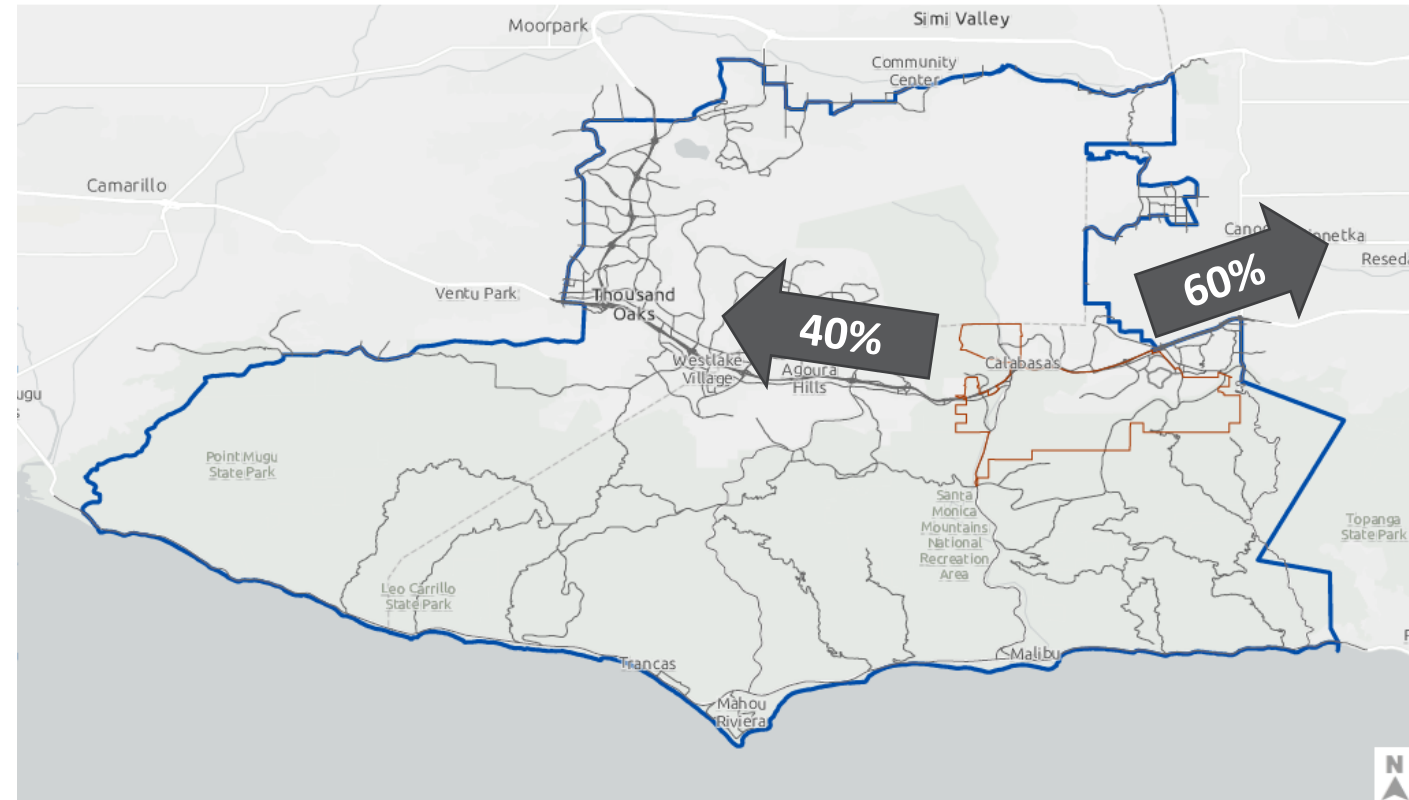 Simi Valley
Moorpark
Community
Center
Camarillo
60%
Reseda
Ventu Park
Thousand
Oaks
40%
Westlake
Village
Agoura
Hills
Calabasas
Point Mugu
State Park
Santa
Monica
Mountains
National
Recreation
Area
Topanga
State Park
Leo Carrillo
State Park
Trancas
Malibu
Mahou
Riviera
N